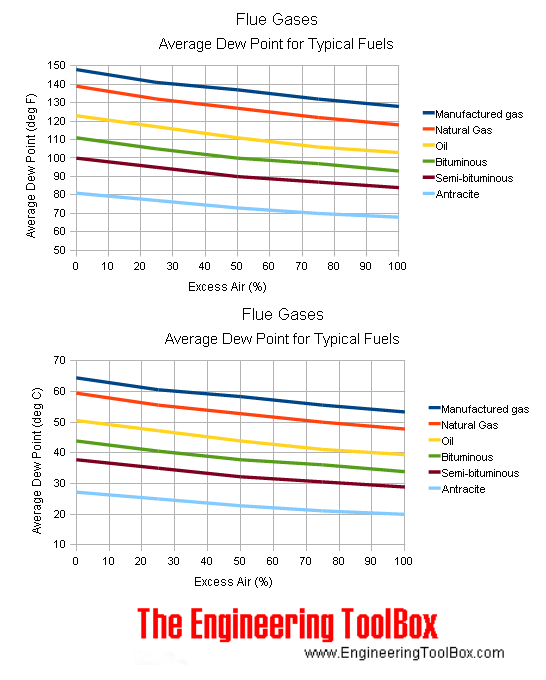 Flue Gases
Average Dew Point for Typical Fuels
150
140
130
120
110
100
90
80
70
60
50
Average Dew Point (deg F)
0 10 20 30 40 50 60 70 80 90 100
Excess Air (%)
Manufactured gas
Natural Gas
Oil
Bituminous
Semi-bituminous
Antracite
Flue Gases
Average Dew Point for Typical Fuels
70
60
50
40
30
20
10
Average Dew Point (deg C)
0 10 20 30 40 50 60 70 80 90 100
Excess Air (%)
Manufactured gas
Natural Gas
Oil
Bituminous
Semi-bituminous
Antracite
The Engineering ToolBox
www.EngineeringToolBox.com